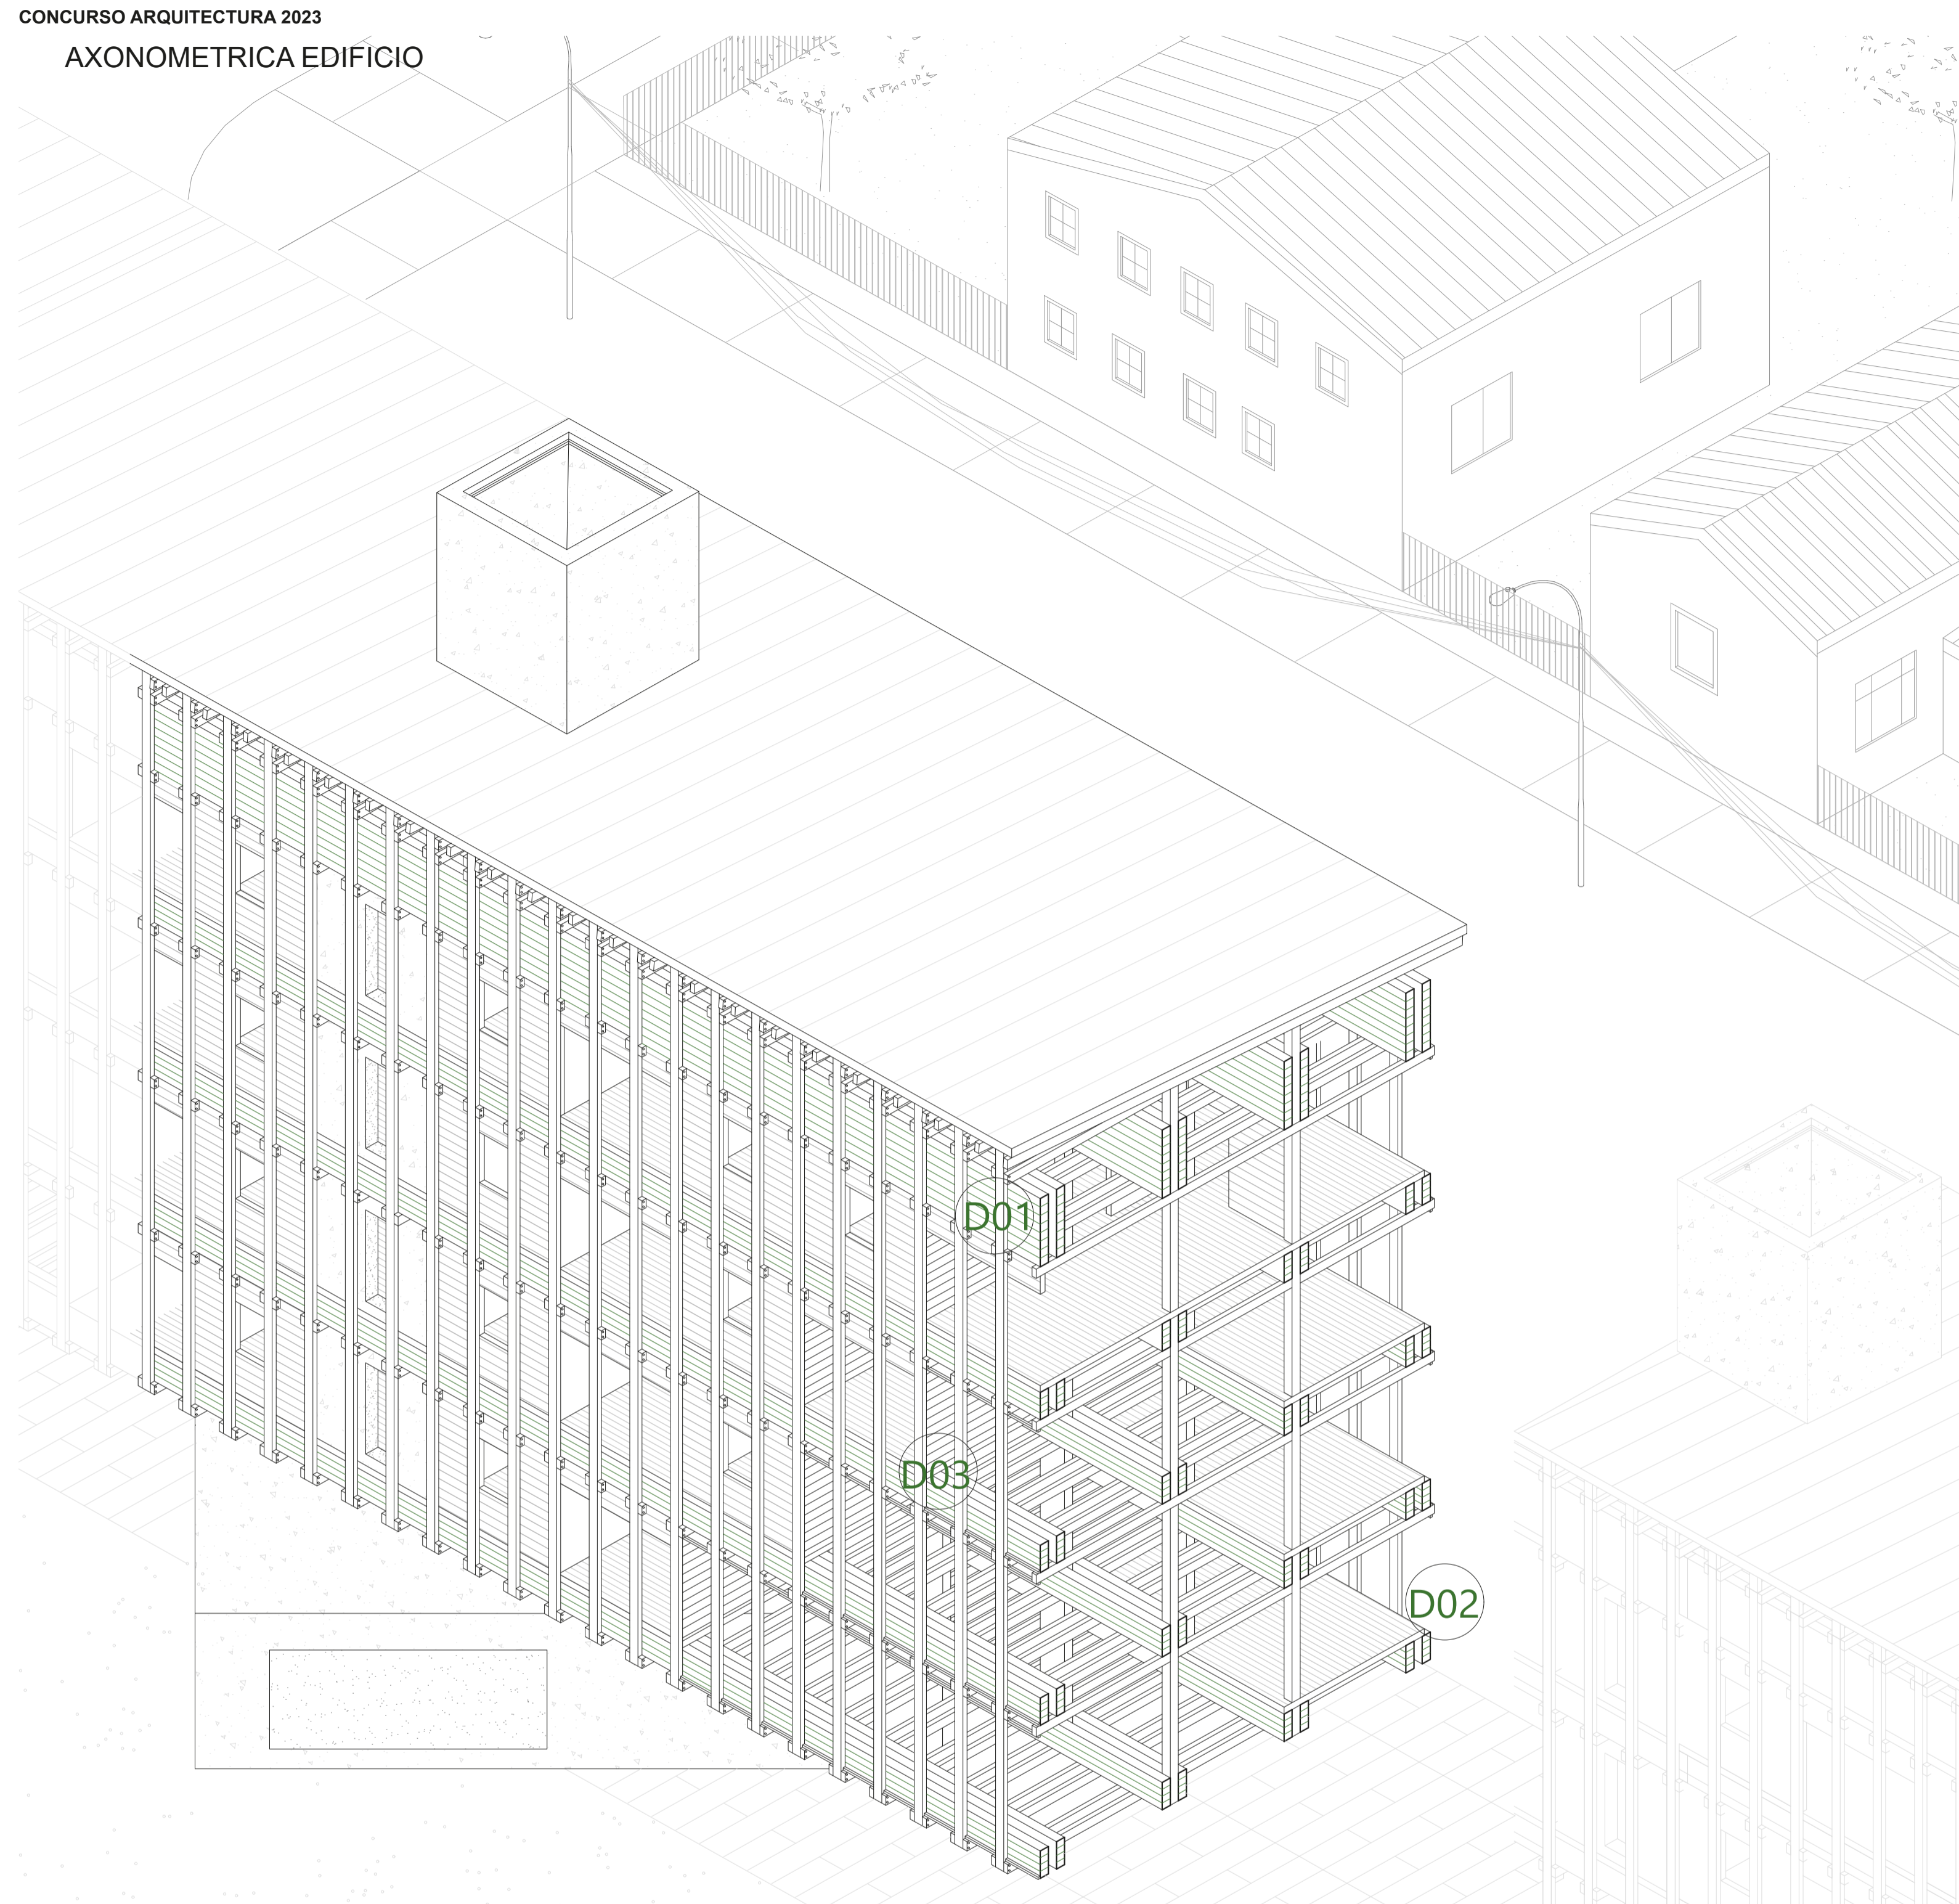 CONCURSO ARQUITECTURA 2023
AXONOMETRICA EDIFICIO
D01
D03
D02